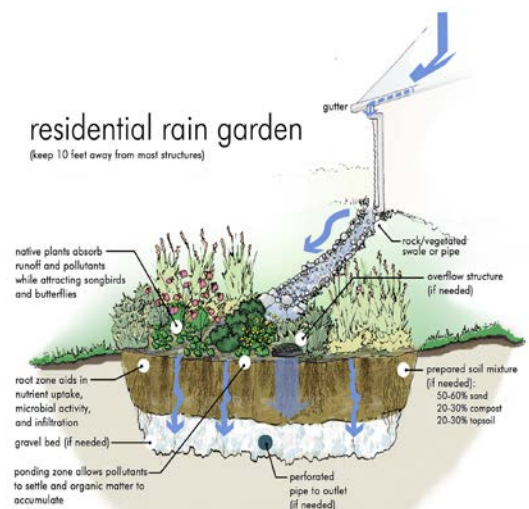 residential rain garden
(keep 10 feet away from most structures)
gutter
rock/vegetated
swale or pipe
native plants absorb
runoff and pollutants
while attracting songbirds
and butterflies
overflow structure
(if needed)
root zone aids in
nutrient uptake,
microbial activity,
and infiltration
prepared soil mixture
(if needed):
50-60% sand
20-30% compost
20-30% topsoil
gravel bed (if needed)
ponding zone allows pollutants
to settle and organic matter to
accumulate
perforated
pipe to outlet
(if needed)